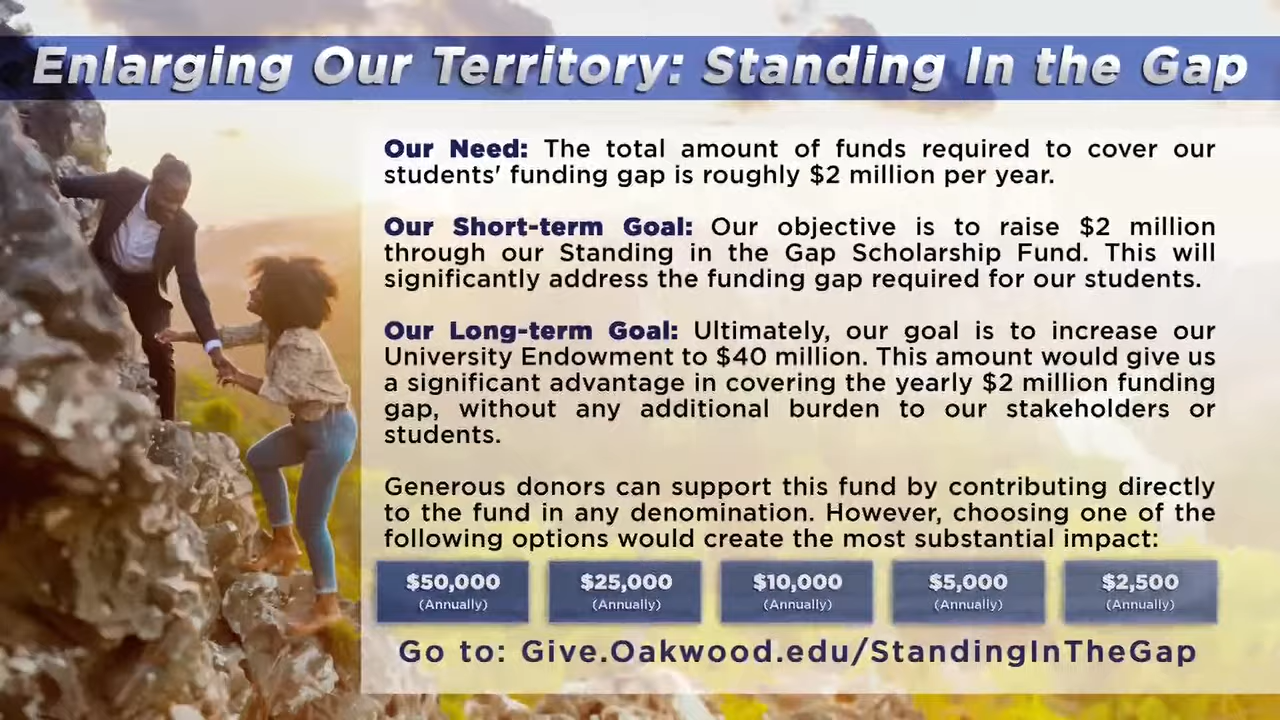 Enlarging Our Territory: Standing In the Gap
Our Need: The total amount of funds required to cover our
students' funding gap is roughly $2 million per year.
Our Short-term Goal: Our objective is to raise $2 million
through our Standing in the Gap Scholarship Fund. This will
significantly address the funding gap required for our students.
Our Long-term Goal: Ultimately, our goal is to increase our
University Endowment to $40 million. This amount would give us
a significant advantage in covering the yearly $2 million funding
gap, without any additional burden to our stakeholders or
students.
Generous donors can support this fund by contributing directly
to the fund in any denomination. However, choosing one of the
following options would create the most substantial impact:
$50,000 $25,000 $10,000 $5,000 $2,500
(Annually) (Annually) (Annually) (Annually) (Annually)
Go to: Give.Oakwood.edu/StandingInTheGap